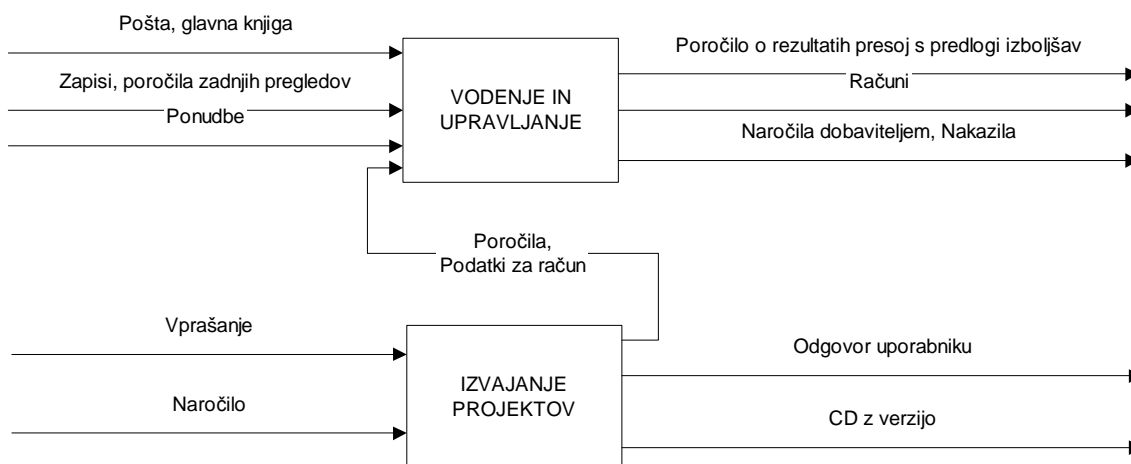 Pošta, glavna knjiga
Zapisi, poročila zadnjih pregledov
Ponudbe
VODENJE IN
UPRAVLJANJE
Poročilo o rezultatih presoj s predlogi izboljšav
Računi
Naročila dobaviteljem, Nakazila
Poročila,
Podatki za račun
Vprašanje
Naročilo
IZVAJANJE
PROJEKTOV
Odgovor uporabniku
CD z verzijo